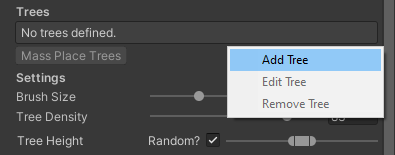 Trees
No trees defined.
Mass Place Trees
Add Tree
Edit Tree
Remove Tree
Settings
Brush Size
Tree Density
Tree Height Random?